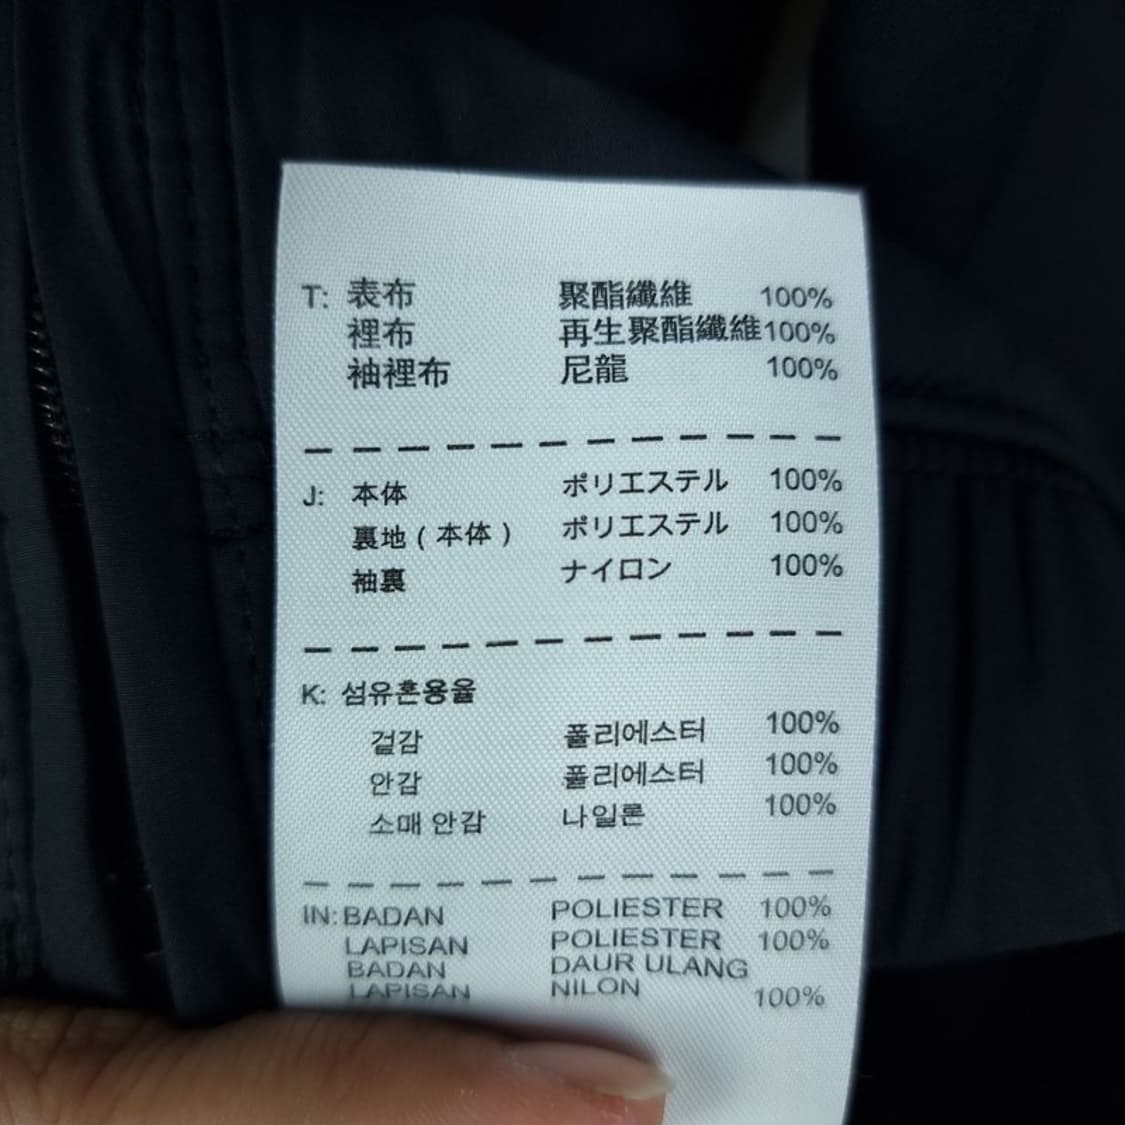 T: 表布 聚酯纖維 100%
裡布 再生聚酯纖維 100%
袖裡布 尼龍 100%
J: 本体 ポリエステル 100%
裏地 ( 本体 ) ポリエステル 100%
袖裏 ナイロン 100%
K: 섬유혼용율
겉감 폴리에스터 100%
안감 폴리에스터 100%
소매 안감 나일론 100%
IN: BADAN POLIESTER 100%
LAPISAN POLIESTER 100%
BADAN DAUR ULANG
LAPISAN NILON 100%